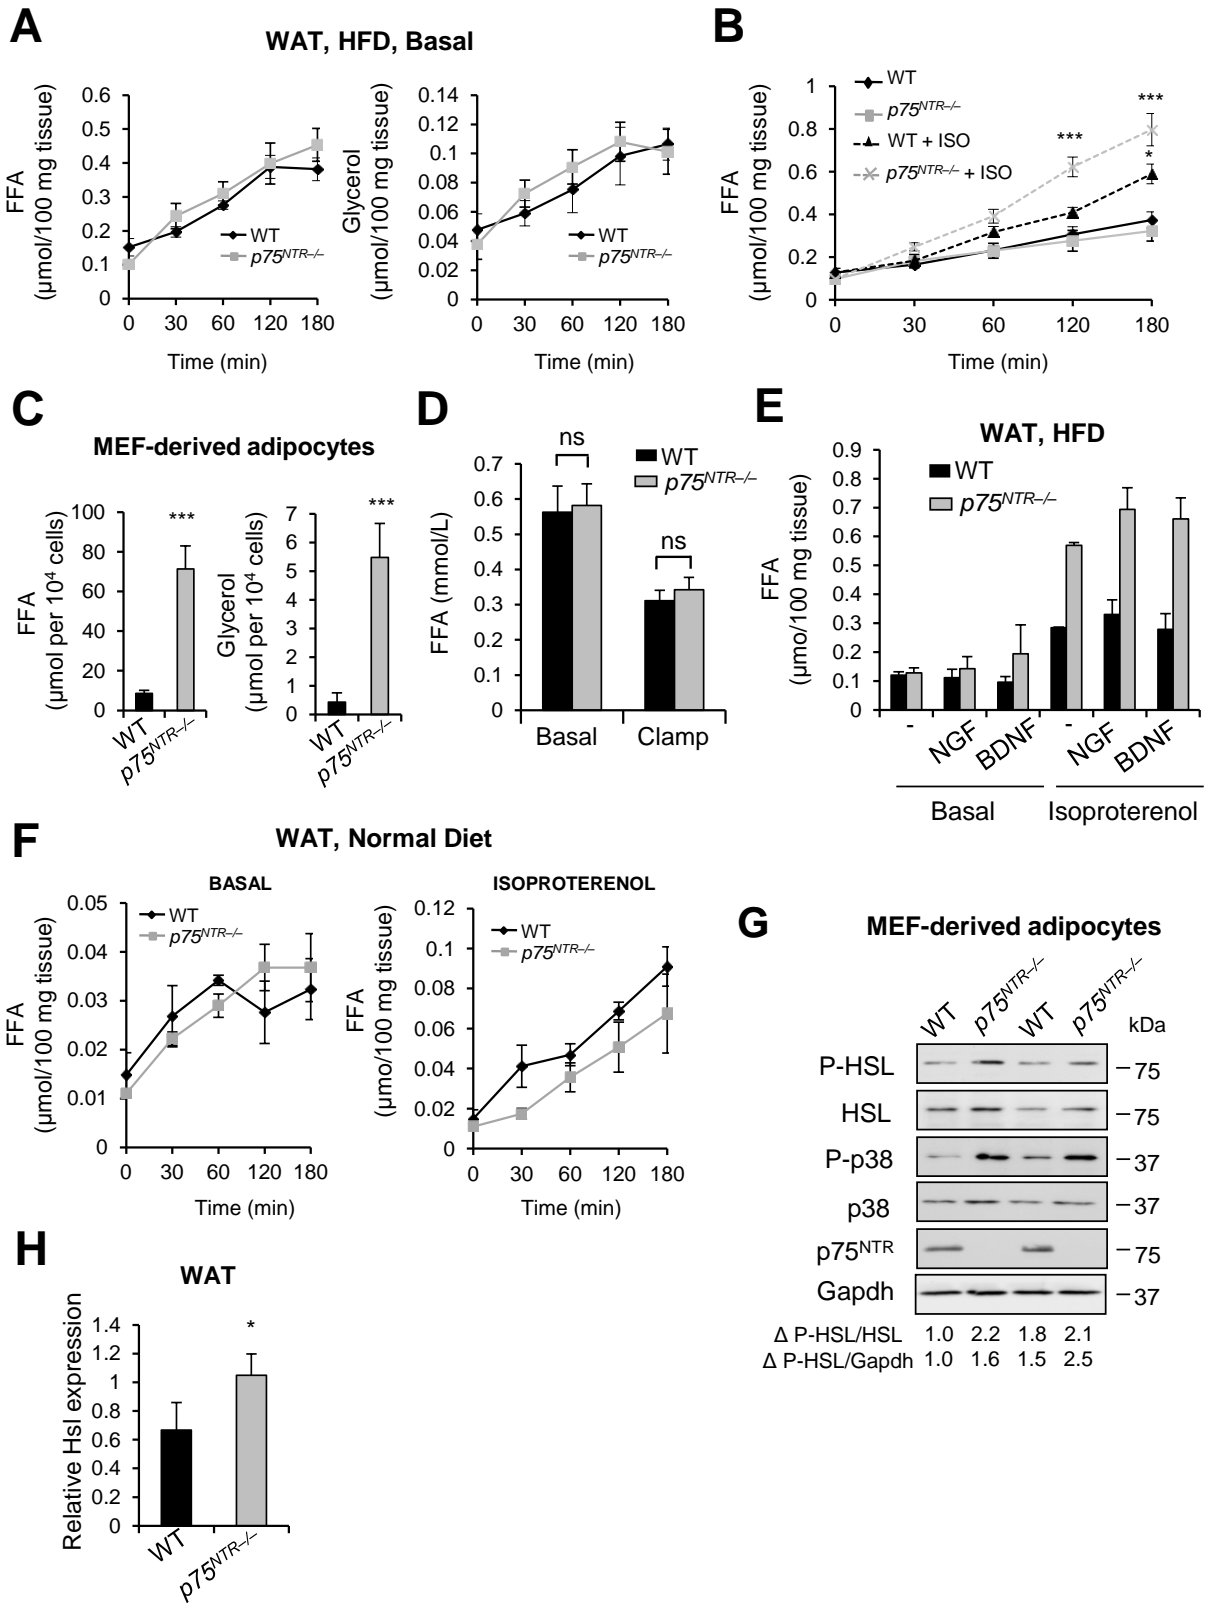 A
WAT, HFD, Basal
FFA
(µmol/100 mg tissue)
0.6
0.5
0.4
0.3
0.2
0.1
0
WT
p75NTR–/–
0 30 60 120 180
Time (min)
Glycerol
(µmol/100 mg tissue)
0.14
0.12
0.10
0.08
0.06
0.04
0.02
0
WT
p75NTR–/–
0 30 60 120 180
Time (min)
B
FFA
(µmol/100 mg tissue)
1
0.8
0.6
0.4
0.2
0
WT
p75NTR–/–
WT + ISO
p75NTR–/– + ISO
***
***
*
0 30 60 120 180
Time (min)
C
MEF-derived adipocytes
FFA
(µmol per 10⁴ cells)
100
80
60
40
20
0
***
WT
p75NTR–/–
Glycerol
(µmol per 10⁴ cells)
7
6
5
4
3
2
1
0
***
WT
p75NTR–/–
D
FFA (mmol/L)
0.7
0.6
0.5
0.4
0.3
0.2
0.1
0
ns
ns
WT
p75NTR–/–
Basal Clamp
E
WAT, HFD
FFA
(µmo/100 mg tissue)
0.9
0.8
0.7
0.6
0.5
0.4
0.3
0.2
0.1
0
WT
p75NTR–/–
- NGF BDNF - NGF BDNF
Basal Isoproterenol
F
WAT, Normal Diet
BASAL
FFA
(µmol/100 mg tissue)
0.05
0.04
0.03
0.02
0.01
0
WT
p75NTR–/–
0 30 60 120 180
Time (min)
ISOPROTERENOL
FFA
(µmo/100 mg tissue)
0.12
0.1
0.08
0.06
0.04
0.02
0
WT
p75NTR–/–
0 30 60 120 180
Time (min)
G
MEF-derived adipocytes
WT p75NTR–/– WT p75NTR–/–
kDa
P-HSL –75
HSL –75
P-p38 –37
p38 –37
p75NTR –75
Gapdh –37
Δ P-HSL/HSL 1.0 2.2 1.8 2.1
Δ P-HSL/Gapdh 1.0 1.6 1.5 2.5
H
WAT
Relative Hsl expression
1.4
1.2
1
0.8
0.6
0.4
0.2
0
*
WT
p75NTR–/–